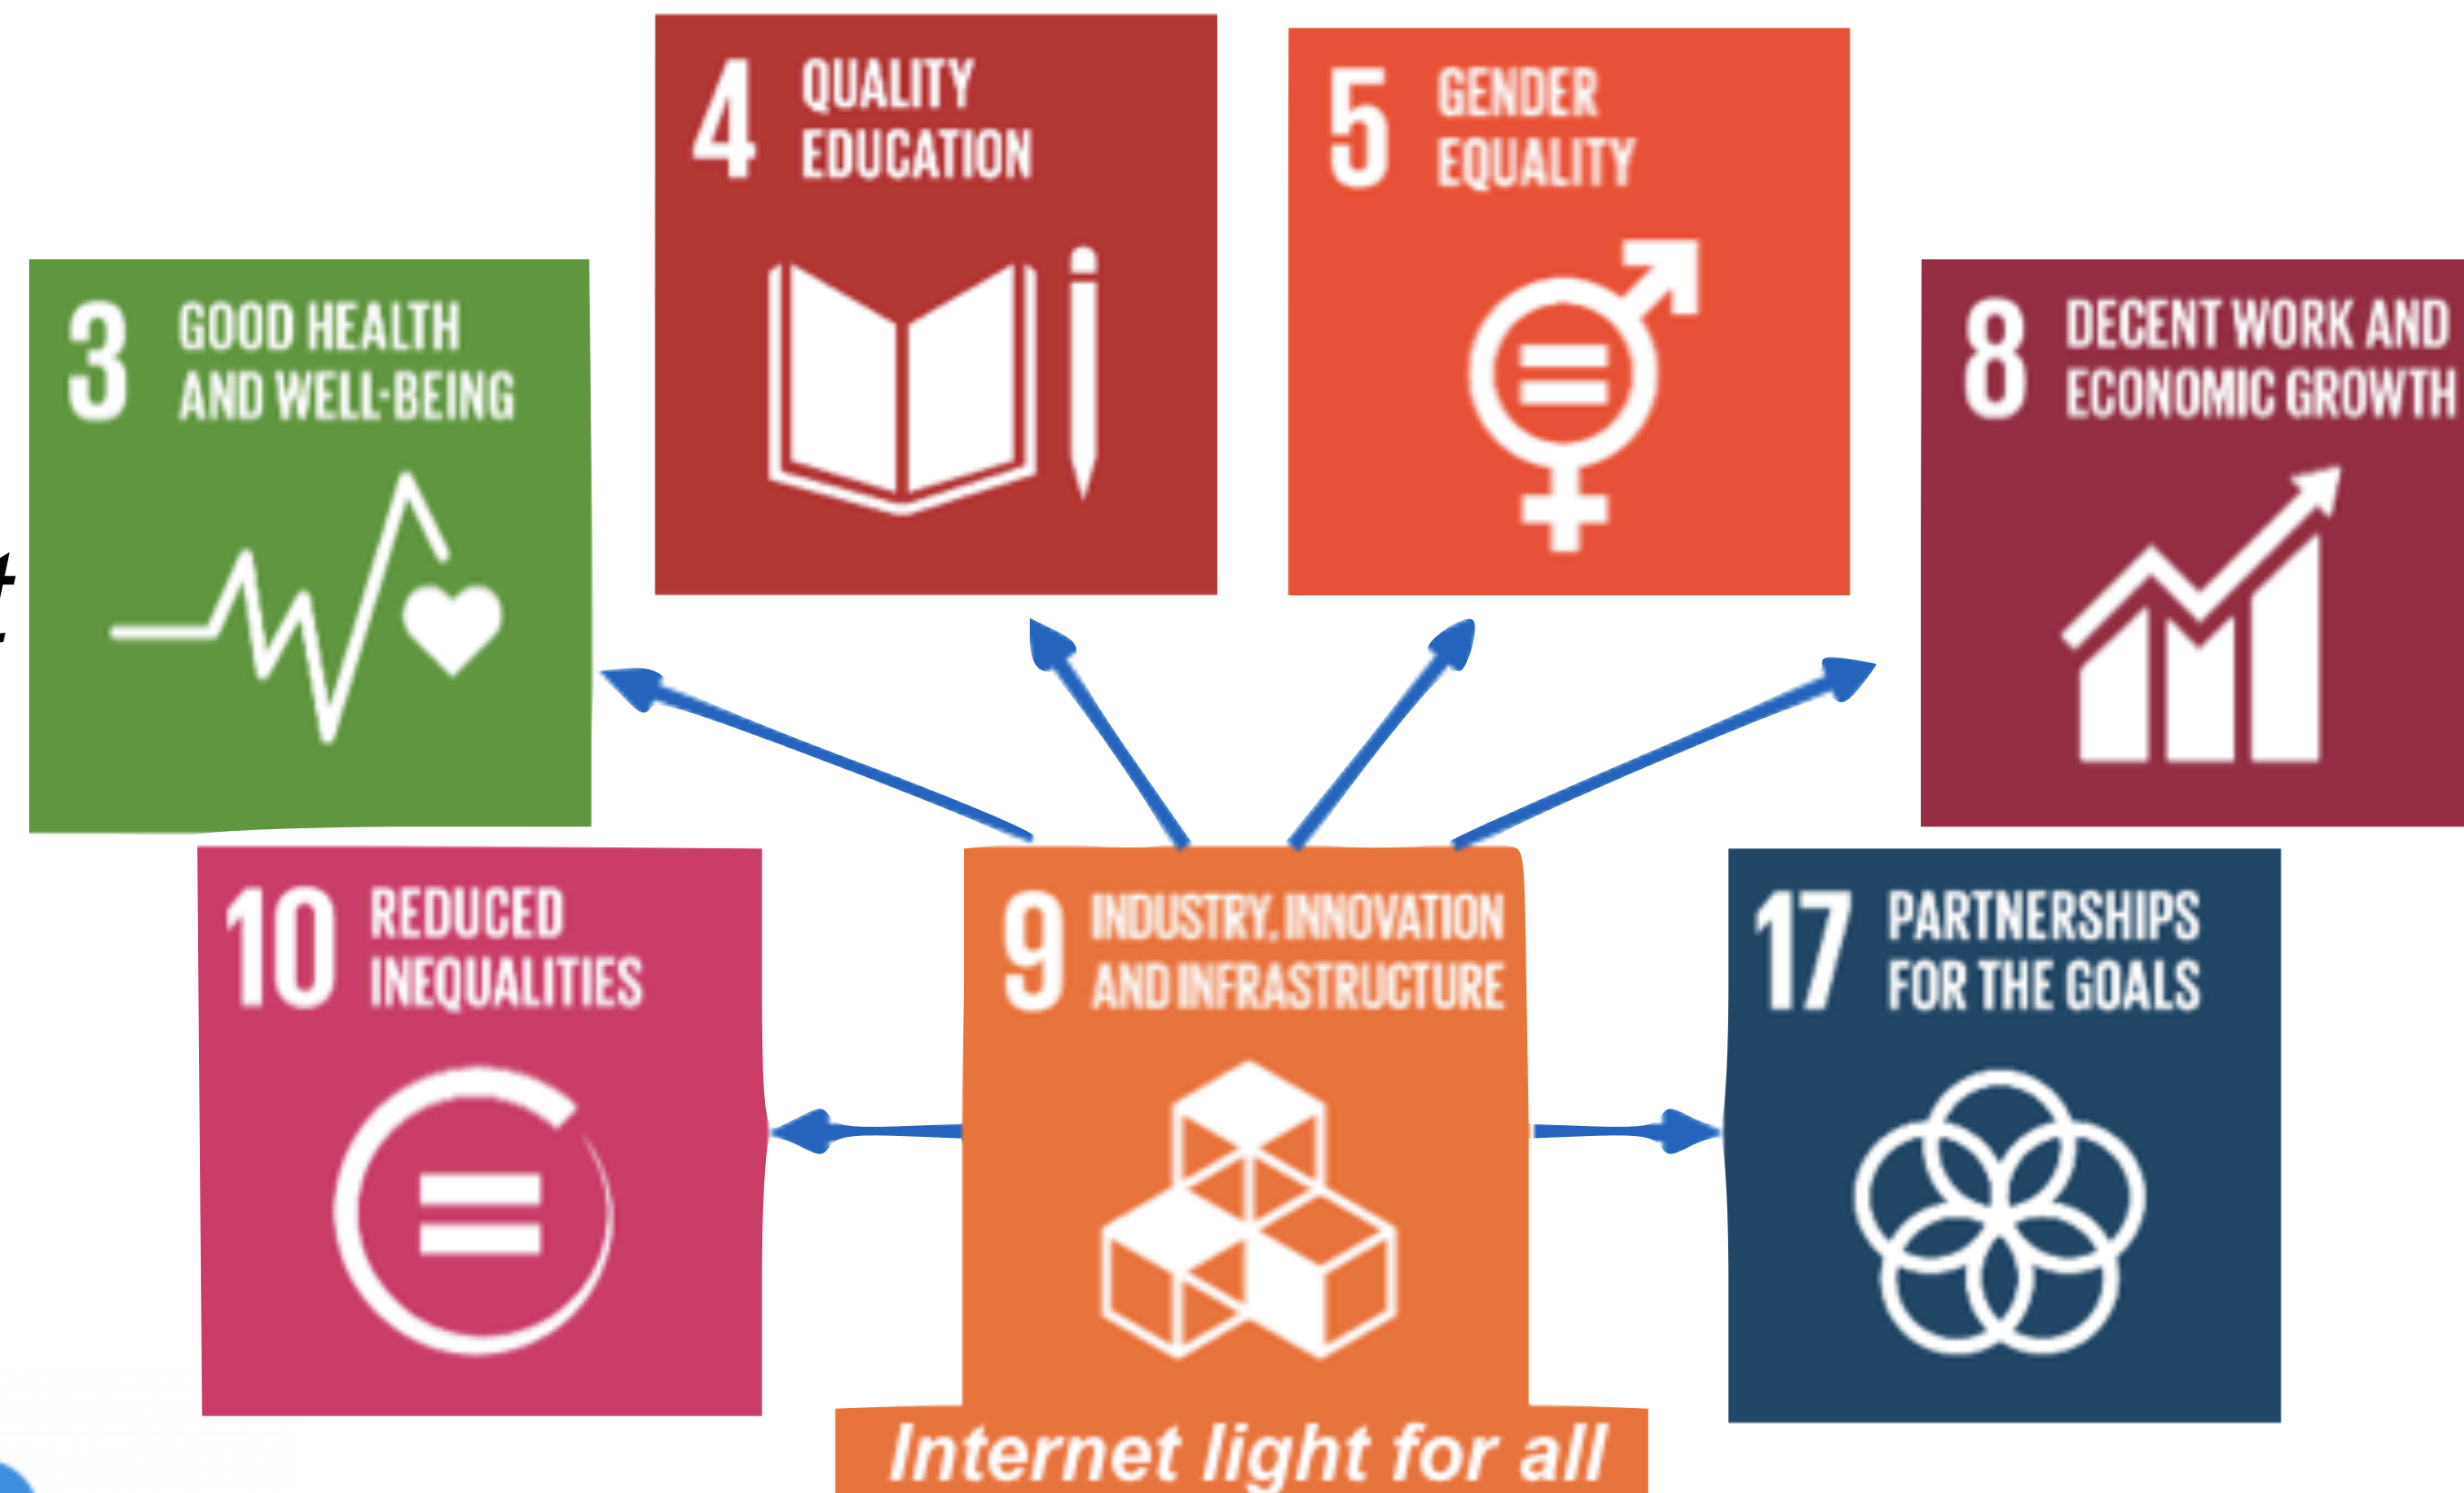 4 QUALITY
EDUCATION
5 GENDER
EQUALITY
3 GOOD HEALTH
AND WELL-BEING
8 DECENT WORK AND
ECONOMIC GROWTH
10 REDUCED
INEQUALITIES
9 INDUSTRY, INNOVATION
AND INFRASTRUCTURE
17 PARTNERSHIPS
FOR THE GOALS
Internet light for all